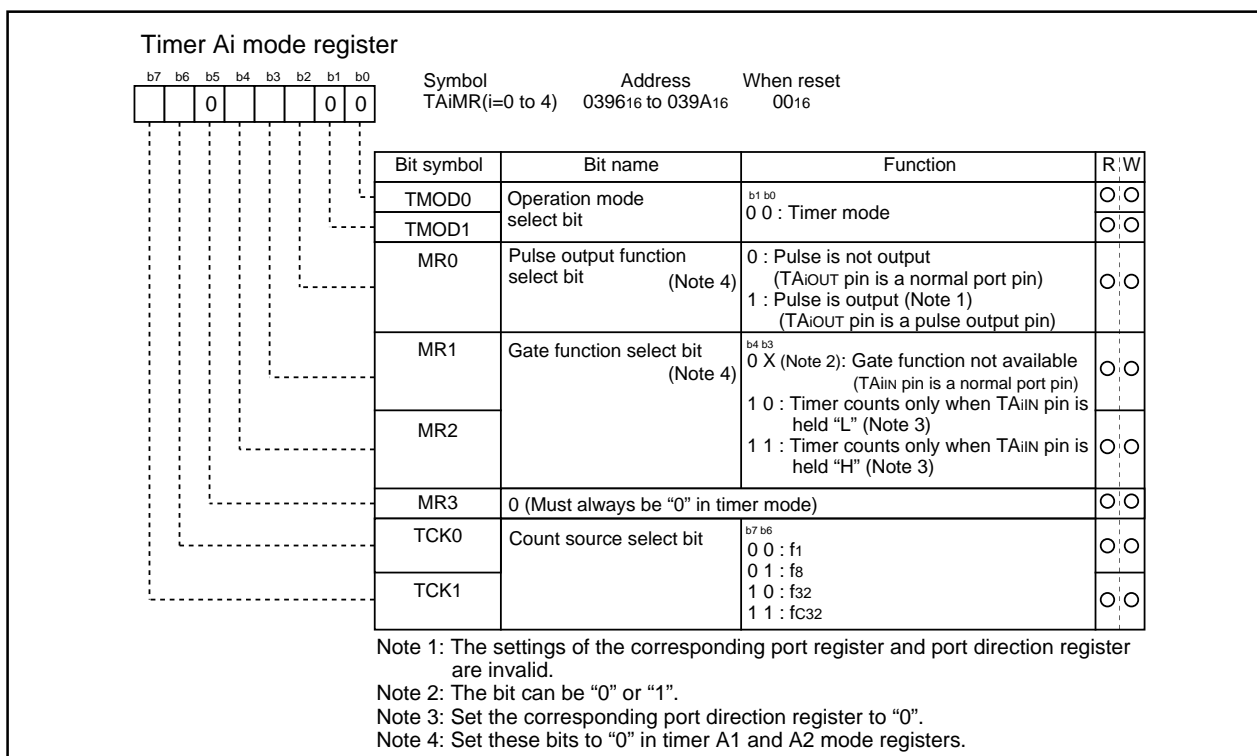 Timer Ai mode register
b7 b6 b5 b4 b3 b2 b1 b0
0 0 0
Symbol Address When reset
TAiMR(i=0 to 4) 039616 to 039A16 0016
Bit symbol Bit name Function R W
TMOD0
TMOD1
Operation mode
select bit
b1 b0
0 0 : Timer mode
MR0
Pulse output function
select bit (Note 4)
0 : Pulse is not output
(TAiOUT pin is a normal port pin)
1 : Pulse is output (Note 1)
(TAiOUT pin is a pulse output pin)
MR1
MR2
Gate function select bit
(Note 4)
b4 b3
0 X (Note 2): Gate function not available
(TAiIN pin is a normal port pin)
1 0 : Timer counts only when TAiIN pin is
held “L” (Note 3)
1 1 : Timer counts only when TAiIN pin is
held “H” (Note 3)
MR3 0 (Must always be “0” in timer mode)
TCK0
TCK1
Count source select bit
b7 b6
0 0 : f1
0 1 : f8
1 0 : f32
1 1 : fC32
Note 1: The settings of the corresponding port register and port direction register
are invalid.
Note 2: The bit can be “0” or “1”.
Note 3: Set the corresponding port direction register to “0”.
Note 4: Set these bits to “0” in timer A1 and A2 mode registers.